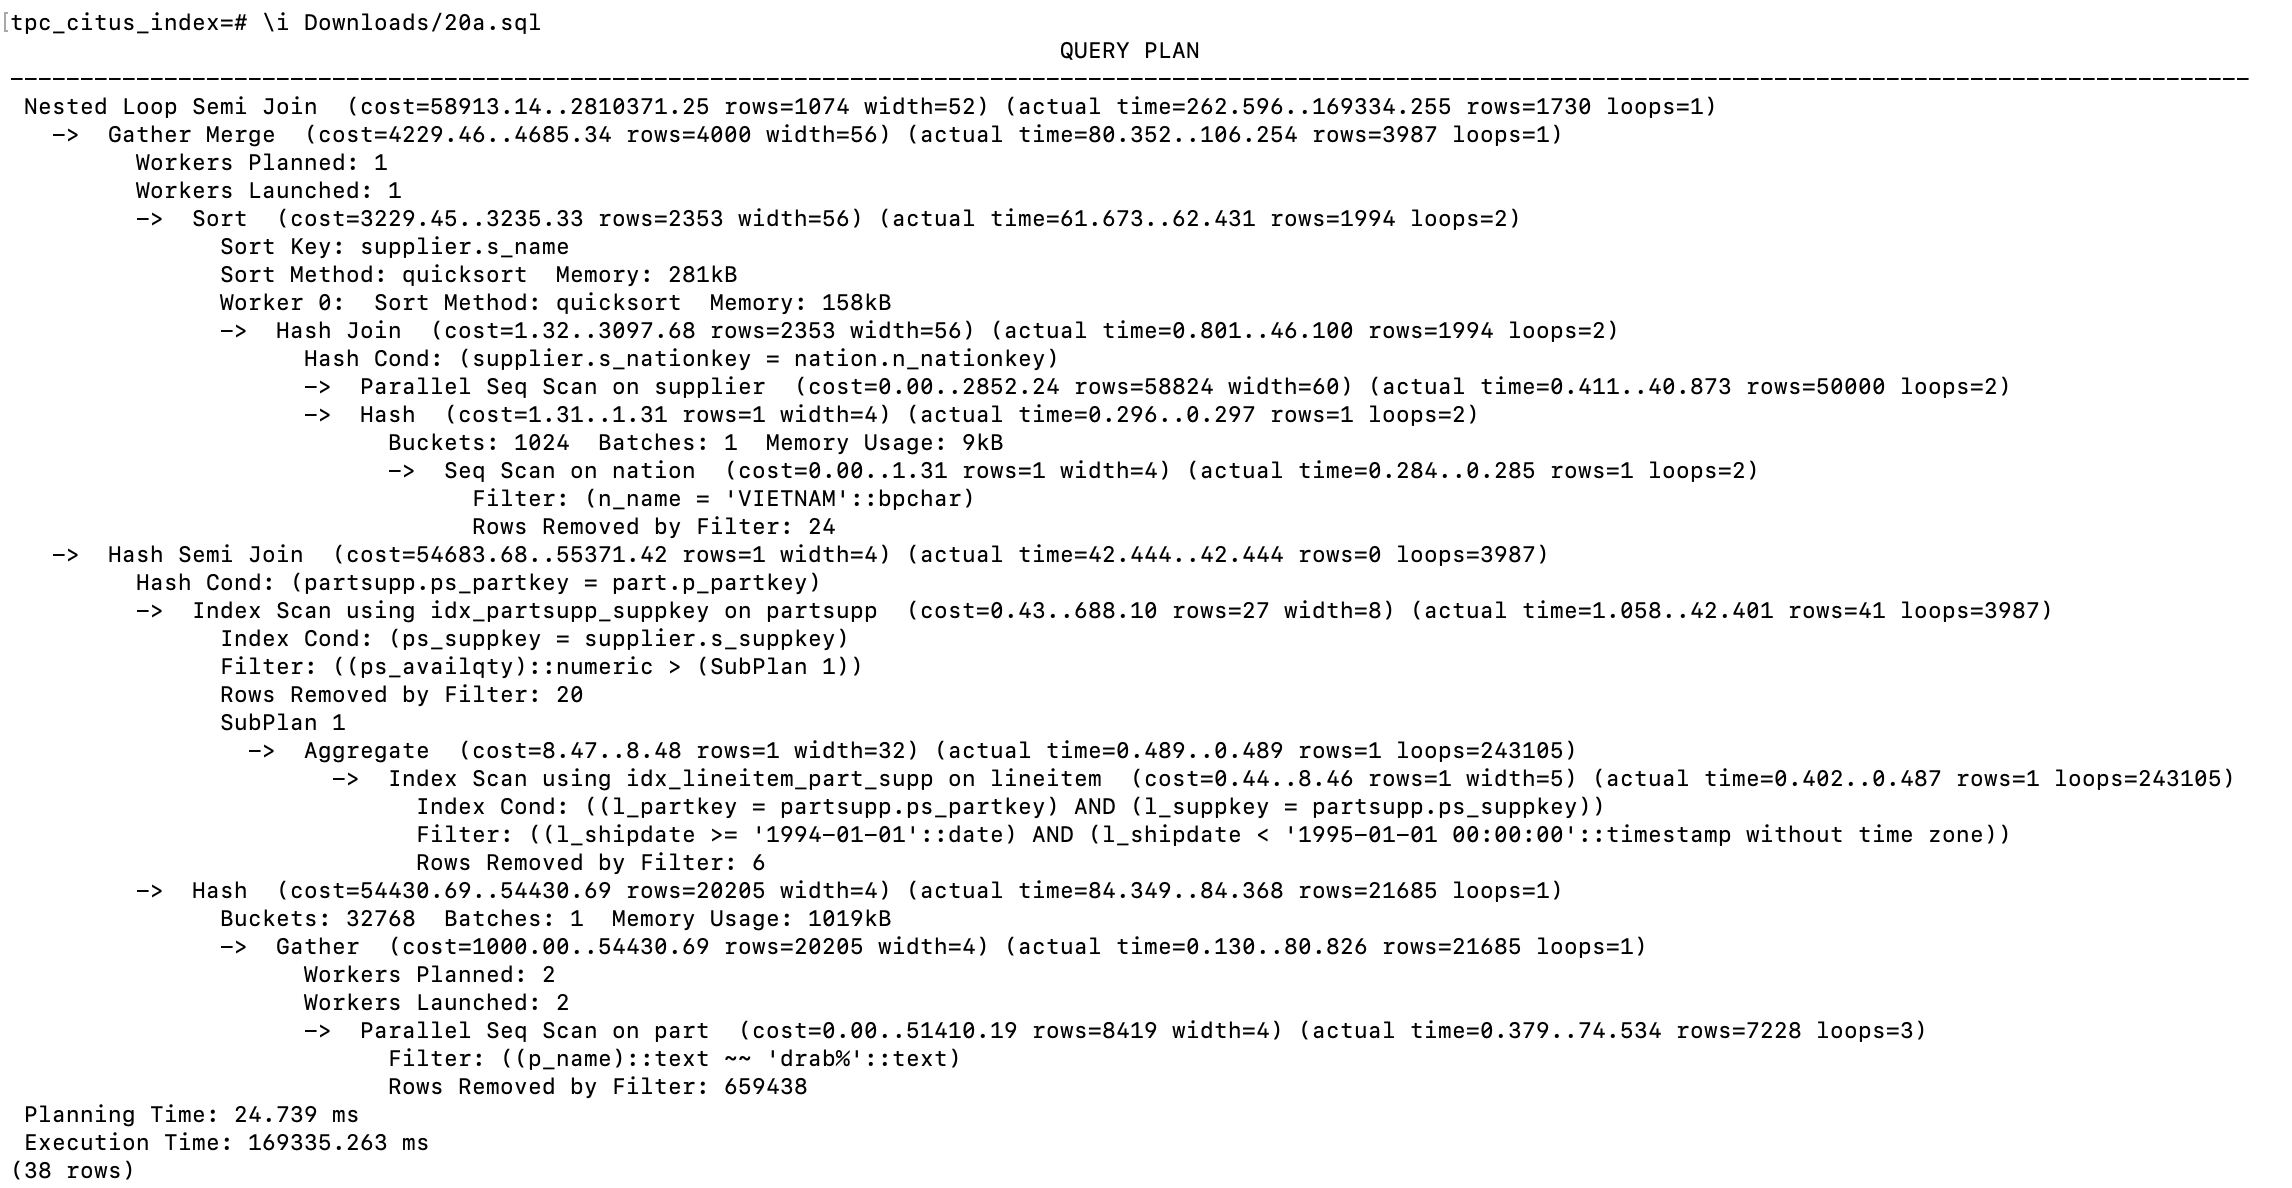 [tpc_citus_index=# \i Downloads/20a.sql
QUERY PLAN
----------------------------------------------------------------------------------------------------------------------------------------------------------------
Nested Loop Semi Join  (cost=58913.14..2810371.25 rows=1074 width=52) (actual time=262.596..169334.255 rows=1730 loops=1)
  ->  Gather Merge  (cost=4229.46..4685.34 rows=4000 width=56) (actual time=80.352..106.254 rows=3987 loops=1)
        Workers Planned: 1
        Workers Launched: 1
        ->  Sort  (cost=3229.45..3235.33 rows=2353 width=56) (actual time=61.673..62.431 rows=1994 loops=2)
              Sort Key: supplier.s_name
              Sort Method: quicksort  Memory: 281kB
              Worker 0:  Sort Method: quicksort  Memory: 158kB
              ->  Hash Join  (cost=1.32..3097.68 rows=2353 width=56) (actual time=0.801..46.100 rows=1994 loops=2)
                    Hash Cond: (supplier.s_nationkey = nation.n_nationkey)
                    ->  Parallel Seq Scan on supplier  (cost=0.00..2852.24 rows=58824 width=60) (actual time=0.411..40.873 rows=50000 loops=2)
                    ->  Hash  (cost=1.31..1.31 rows=1 width=4) (actual time=0.296..0.297 rows=1 loops=2)
                          Buckets: 1024  Batches: 1  Memory Usage: 9kB
                          ->  Seq Scan on nation  (cost=0.00..1.31 rows=1 width=4) (actual time=0.284..0.285 rows=1 loops=2)
                                Filter: (n_name = 'VIETNAM'::bpchar)
                                Rows Removed by Filter: 24
  ->  Hash Semi Join  (cost=54683.68..55371.42 rows=1 width=4) (actual time=42.444..42.444 rows=0 loops=3987)
        Hash Cond: (partsupp.ps_partkey = part.p_partkey)
        ->  Index Scan using idx_partsupp_suppkey on partsupp  (cost=0.43..688.10 rows=27 width=8) (actual time=1.058..42.401 rows=41 loops=3987)
              Index Cond: (ps_suppkey = supplier.s_suppkey)
              Filter: ((ps_availqty)::numeric > (SubPlan 1))
              Rows Removed by Filter: 20
              SubPlan 1
                ->  Aggregate  (cost=8.47..8.48 rows=1 width=32) (actual time=0.489..0.489 rows=1 loops=243105)
                      ->  Index Scan using idx_lineitem_part_supp on lineitem  (cost=0.44..8.46 rows=1 width=5) (actual time=0.402..0.487 rows=1 loops=243105)
                            Index Cond: ((l_partkey = partsupp.ps_partkey) AND (l_suppkey = partsupp.ps_suppkey))
                            Filter: ((l_shipdate >= '1994-01-01'::date) AND (l_shipdate < '1995-01-01 00:00:00'::timestamp without time zone))
                            Rows Removed by Filter: 6
        ->  Hash  (cost=54430.69..54430.69 rows=20205 width=4) (actual time=84.349..84.368 rows=21685 loops=1)
              Buckets: 32768  Batches: 1  Memory Usage: 1019kB
              ->  Gather  (cost=1000.00..54430.69 rows=20205 width=4) (actual time=0.130..80.826 rows=21685 loops=1)
                    Workers Planned: 2
                    Workers Launched: 2
                    ->  Parallel Seq Scan on part  (cost=0.00..51410.19 rows=8419 width=4) (actual time=0.379..74.534 rows=7228 loops=3)
                          Filter: ((p_name)::text ~~ 'drab%'::text)
                          Rows Removed by Filter: 659438
Planning Time: 24.739 ms
Execution Time: 169335.263 ms
(38 rows)